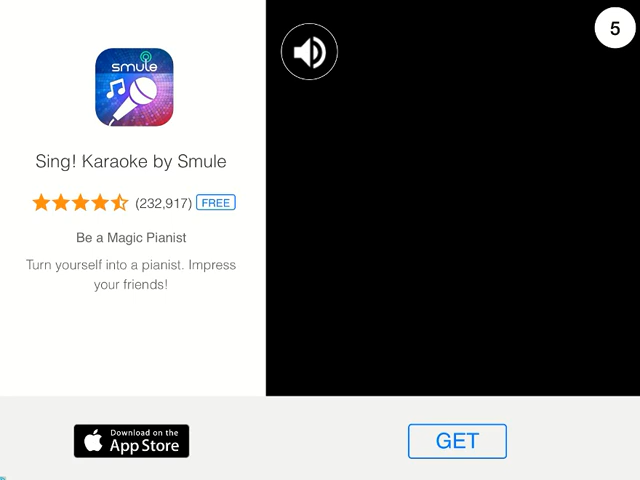 5
smule
Sing! Karaoke by Smule
(232,917) FREE
Be a Magic Pianist
Turn yourself into a pianist. Impress
your friends!
Download on the
App Store
GET